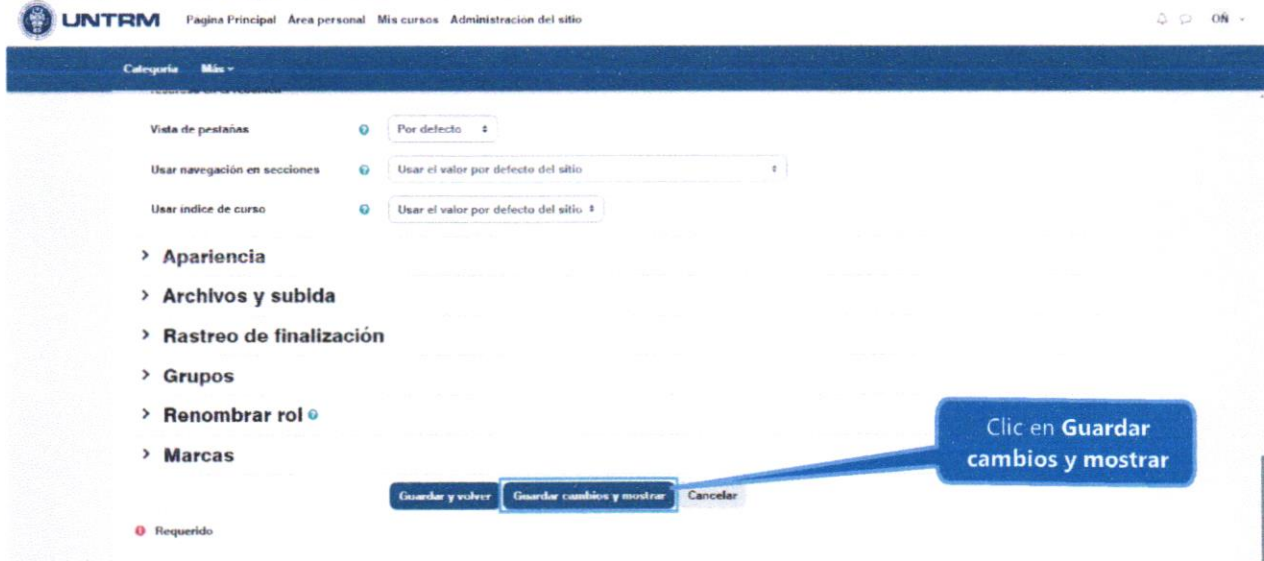 UNTRM Página Principal Área personal Mis cursos Administración del sitio OÑ
Categoría Más
Vista de pestañas Por defecto
Usar navegación en secciones Usar el valor por defecto del sitio
Usar índice de curso Usar el valor por defecto del sitio
Apariencia
Archivos y subida
Rastreo de finalización
Grupos
Renombrar rol
Marcas
Clic en Guardar
cambios y mostrar
Guardar y volver Guardar cambios y mostrar Cancelar
Requerido